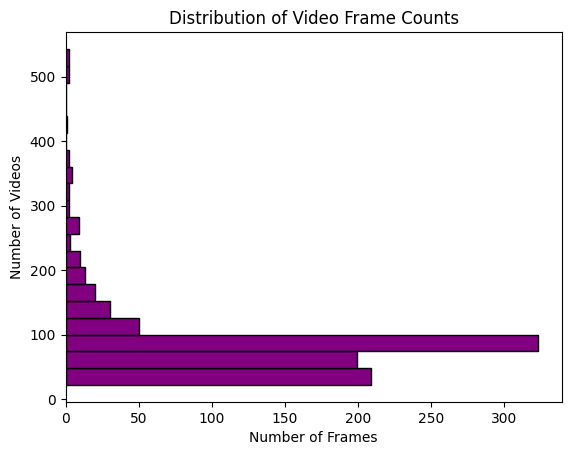 Distribution of Video Frame Counts
500
400
300
200
100
0
Number of Videos
0 50 100 150 200 250 300
Number of Frames